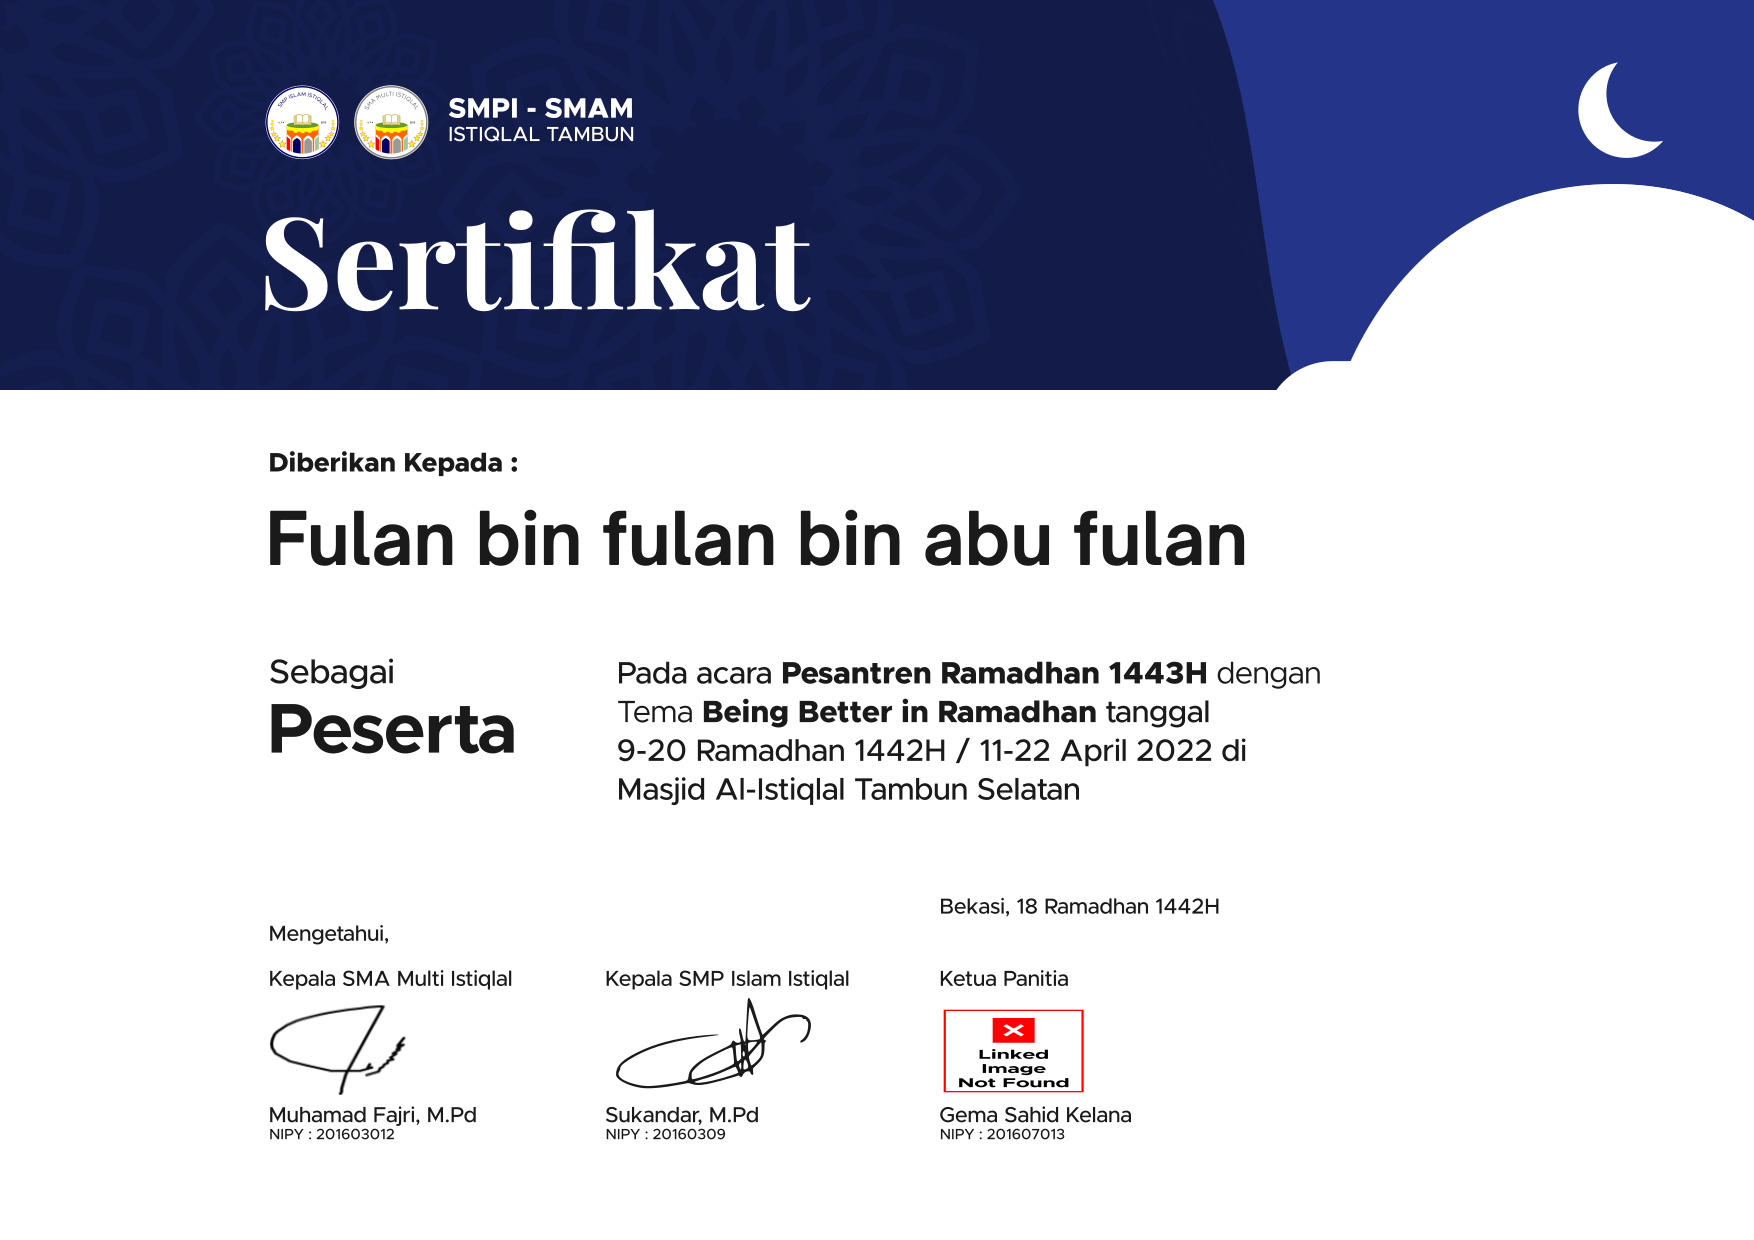 SMP ISLAM ISTIQLAL
SMA MULTI ISTIQLAL
SMPI - SMAM
ISTIQLAL TAMBUN
Sertifikat
Diberikan Kepada :
Fulan bin fulan bin abu fulan
Sebagai
Peserta
Pada acara Pesantren Ramadhan 1443H dengan
Tema Being Better in Ramadhan tanggal
9-20 Ramadhan 1442H / 11-22 April 2022 di
Masjid Al-Istiqlal Tambun Selatan
Bekasi, 18 Ramadhan 1442H
Mengetahui,
Kepala SMA Multi Istiqlal
Kepala SMP Islam Istiqlal
Ketua Panitia
Linked
Image
Not Found
Muhamad Fajri, M.Pd
NIPY : 201603012
Sukandar, M.Pd
NIPY : 20160309
Gema Sahid Kelana
NIPY : 201607013